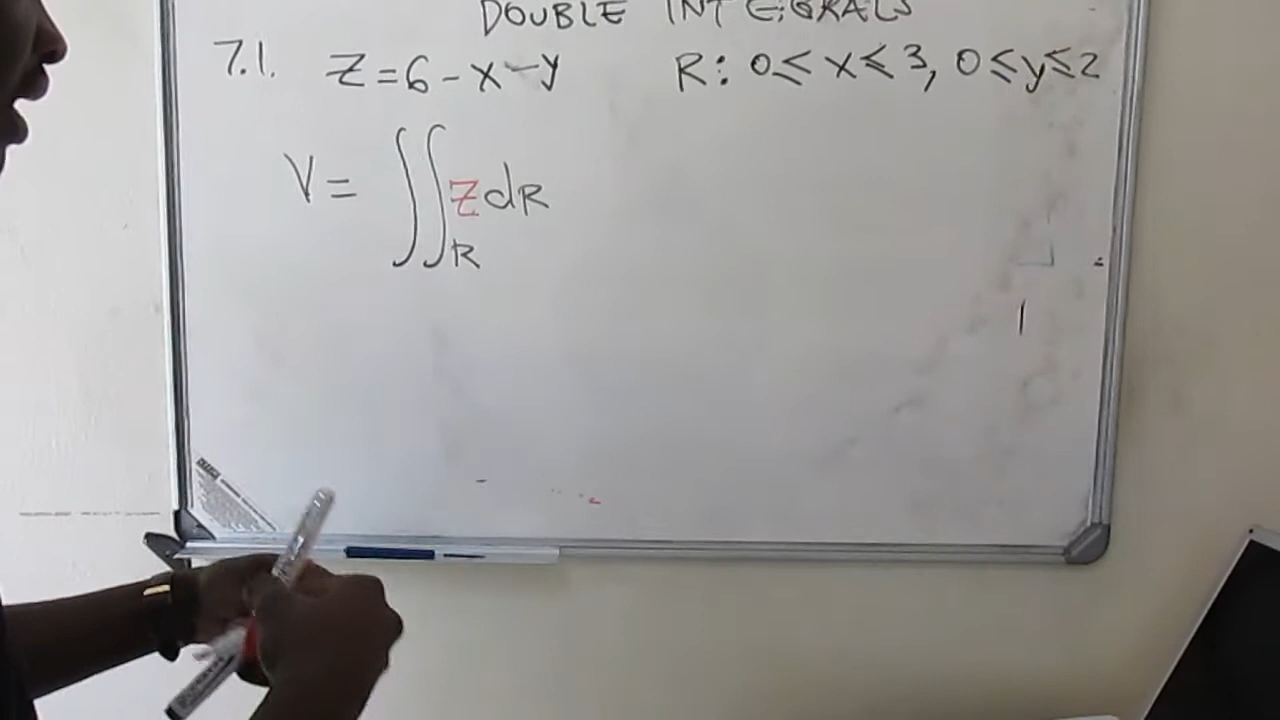 DOUBLE INTEGRALS
7.1. Z=6-x-y R: 0≤x≤3, 0≤y≤2
V= ∬_R Z dR